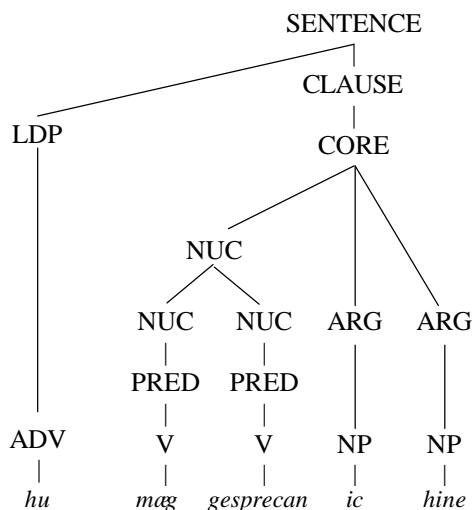 SENTENCE
CLAUSE
LDP
CORE
NUC
NUC NUC ARG ARG
PRED PRED
ADV V V NP NP
hu mæg gesprecan ic hine